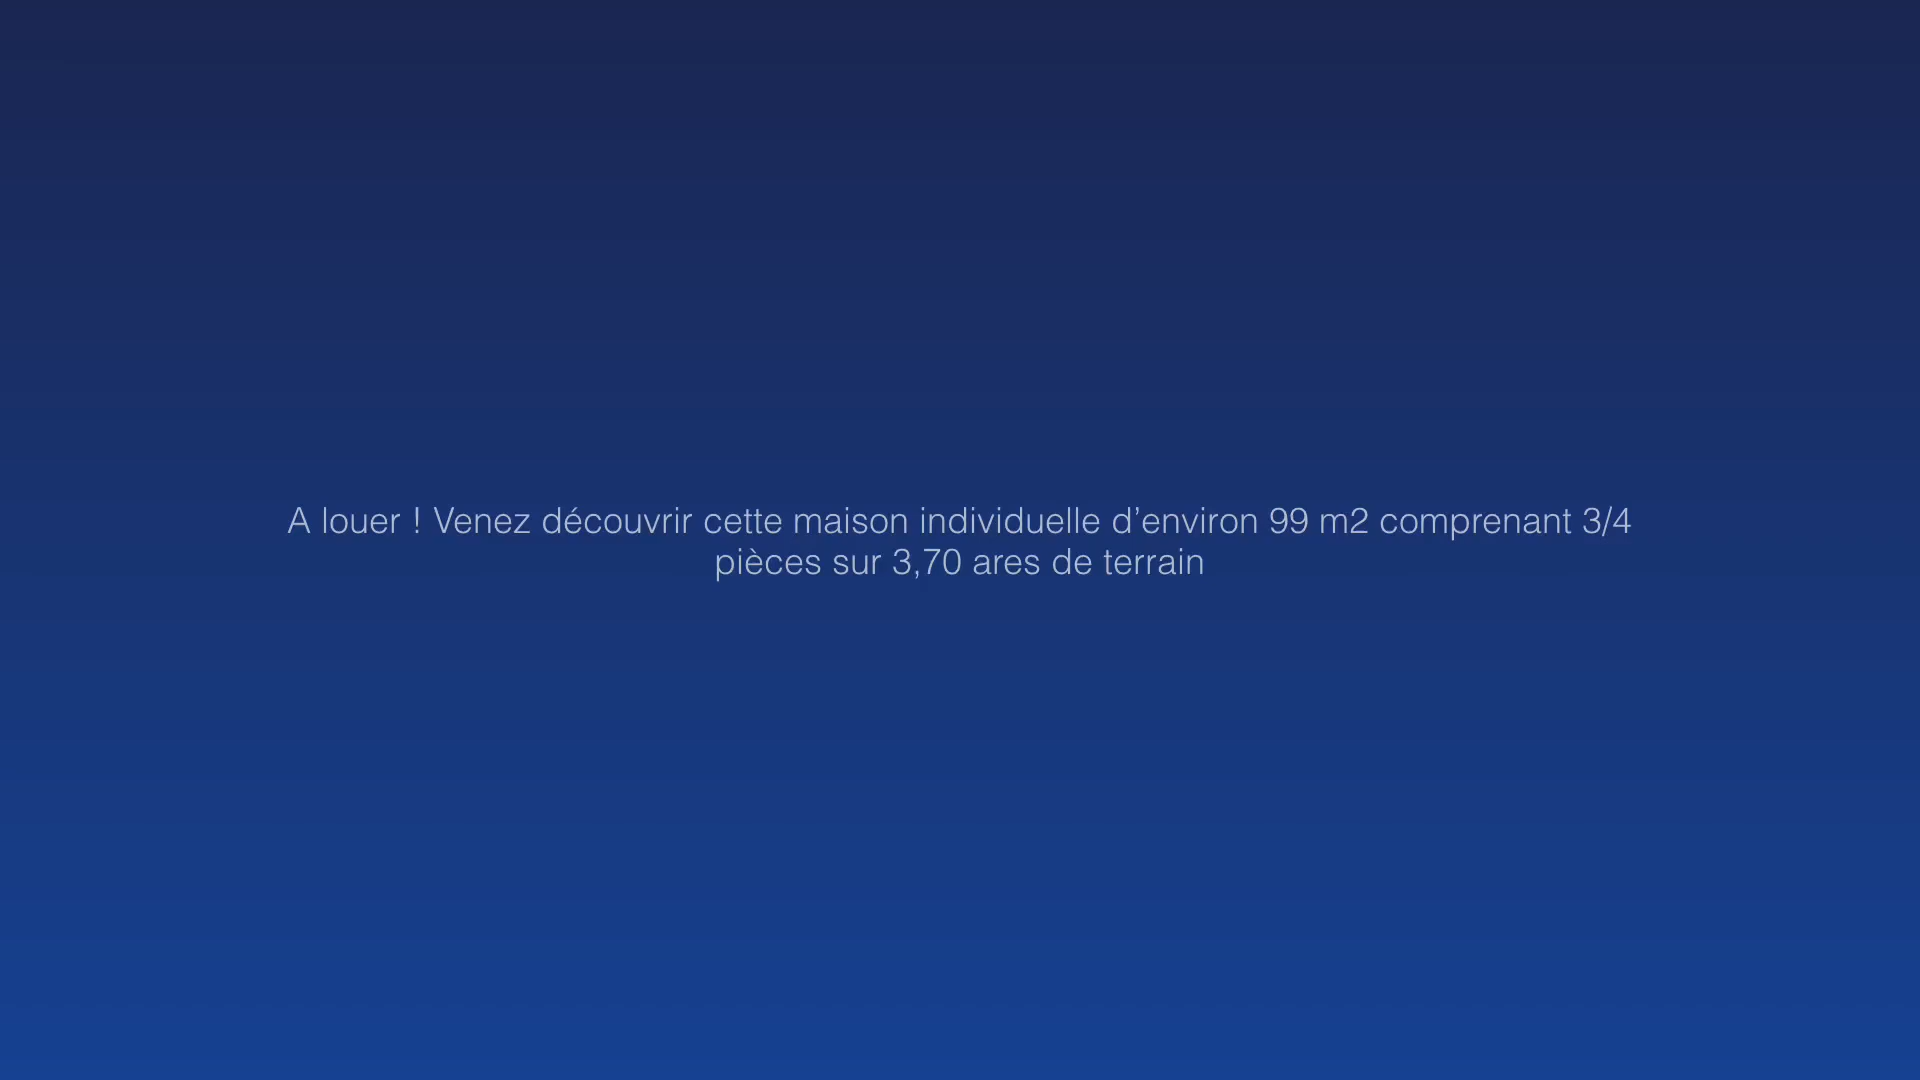 A louer ! Venez découvrir cette maison individuelle d’environ 99 m2 comprenant 3/4
pièces sur 3,70 ares de terrain